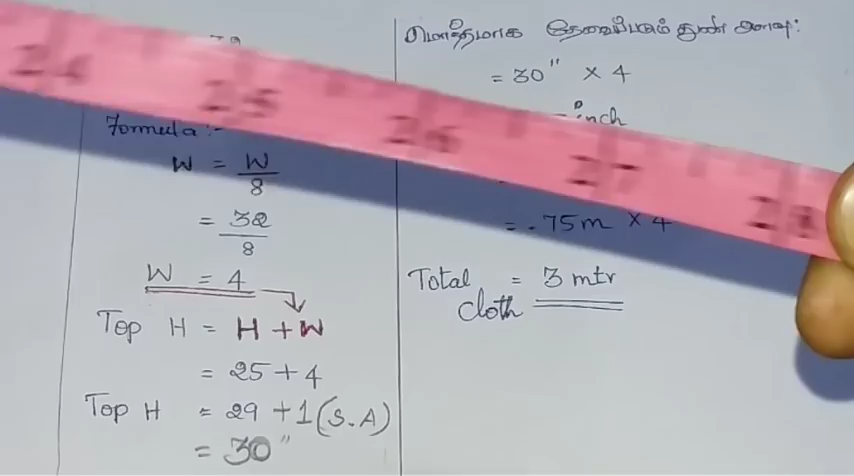 Formula :-
W = W/8
= 32/8
W = 4
Top H = H + W
= 25 + 4
Top H = 29 + 1 (S.A)
= 30"
மொத்தமாக தேவைப்படும் துணி அளவு:
= 30" × 4
inch
= .75m × 4
Total = 3 mtr
cloth
24 25 26 27 28